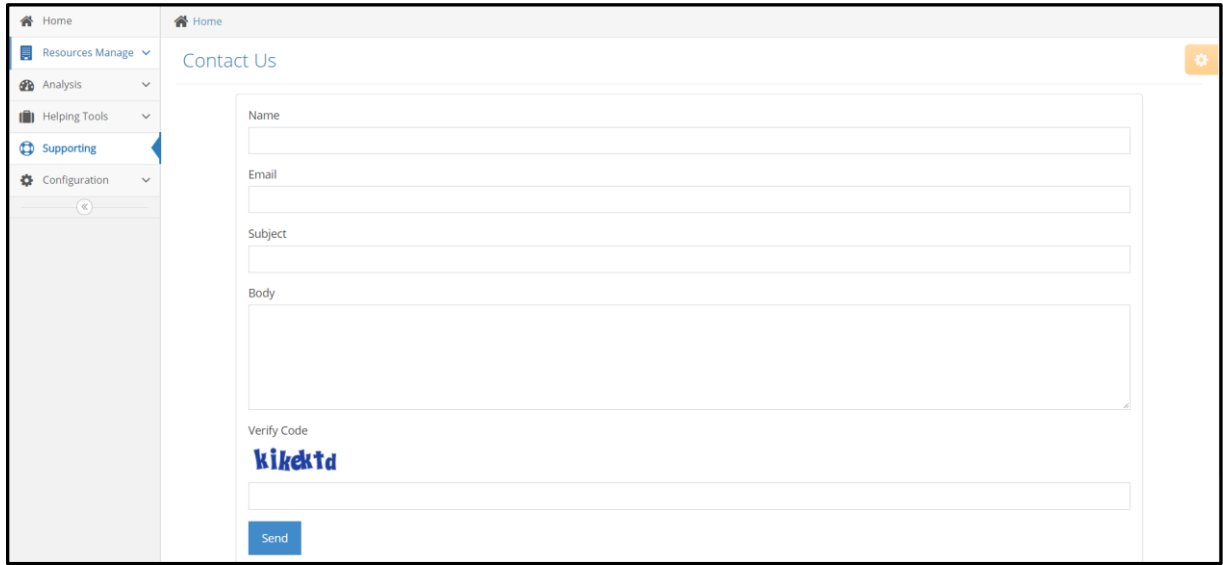 Home
Resources Manage
Analysis
Helping Tools
Supporting
Configuration
Home
Contact Us
Name
Email
Subject
Body
Verify Code
kikektd
Send